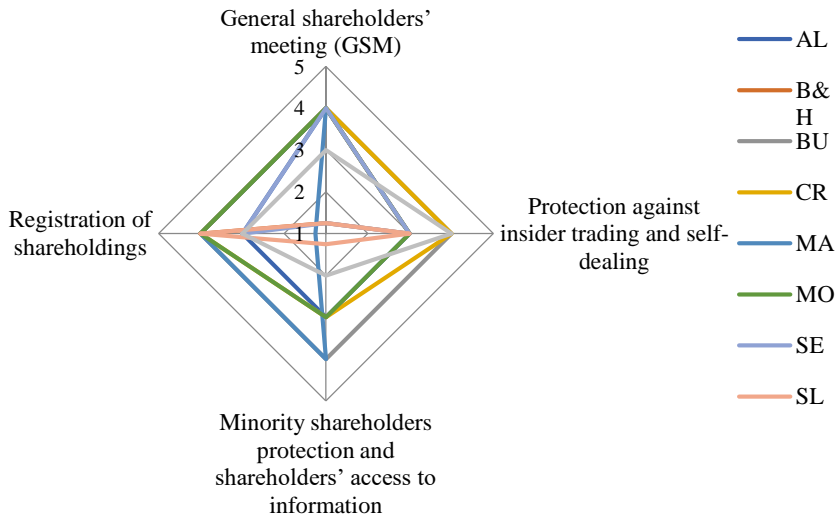 General shareholders’
meeting (GSM)
5
4
3
2
1
Registration of
shareholdings
Protection against
insider trading and self-
dealing
Minority shareholders
protection and
shareholders’ access to
information
AL
B&
H
BU
CR
MA
MO
SE
SL